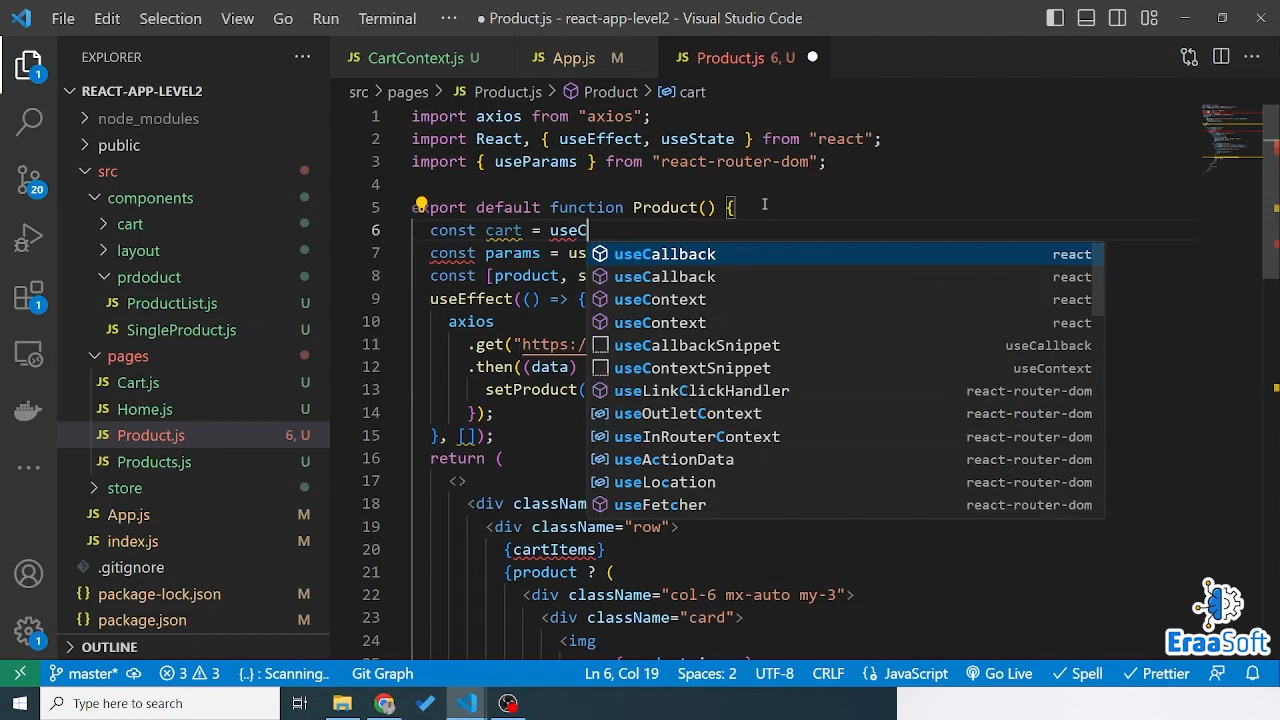 File Edit Selection View Go Run Terminal ··· ● Product.js - react-app-level2 - Visual Studio Code
EXPLORER ···
JS CartContext.js U JS App.js M JS Product.js 6, U
REACT-APP-LEVEL2
src > pages > JS Product.js > Product > cart
node_modules
public
src
components
cart
layout
prdoduct
JS ProductList.js U
JS SingleProduct.js U
pages
JS Cart.js U
JS Home.js U
JS Product.js 6, U
JS Products.js U
store
JS App.js M
JS index.js M
.gitignore
{} package-lock.json M
{} package.json M
OUTLINE
1
20
1
1
1 import axios from "axios";
2 import React, { useEffect, useState } from "react";
3 import { useParams } from "react-router-dom";
4
5 export default function Product() {
6 const cart = useC
7 const params = us
8 const [product, s
9 useEffect(() => {
10 axios
11 .get("https:/
12 .then((data)
13 setProduct(
14 });
15 }, []);
16 return (
17 <>
18 <div classNam
19 <div className="row">
20 {cartItems}
21 {product ? (
22 <div className="col-6 mx-auto my-3">
23 <div className="card">
24 <img
useCallback react
useCallback react
useContext react
useContext react
useCallbackSnippet useCallback
useContextSnippet useContext
useLinkClickHandler react-router-dom
useOutletContext react-router-dom
useInRouterContext react-router-dom
useActionData react-router-dom
useLocation react-router-dom
useFetcher react-router-dom
EraaSoft
master* 3 3 {..} : Scanning.. Git Graph Ln 6, Col 19 Spaces: 2 UTF-8 CRLF JavaScript Go Live Spell Prettier
Type here to search